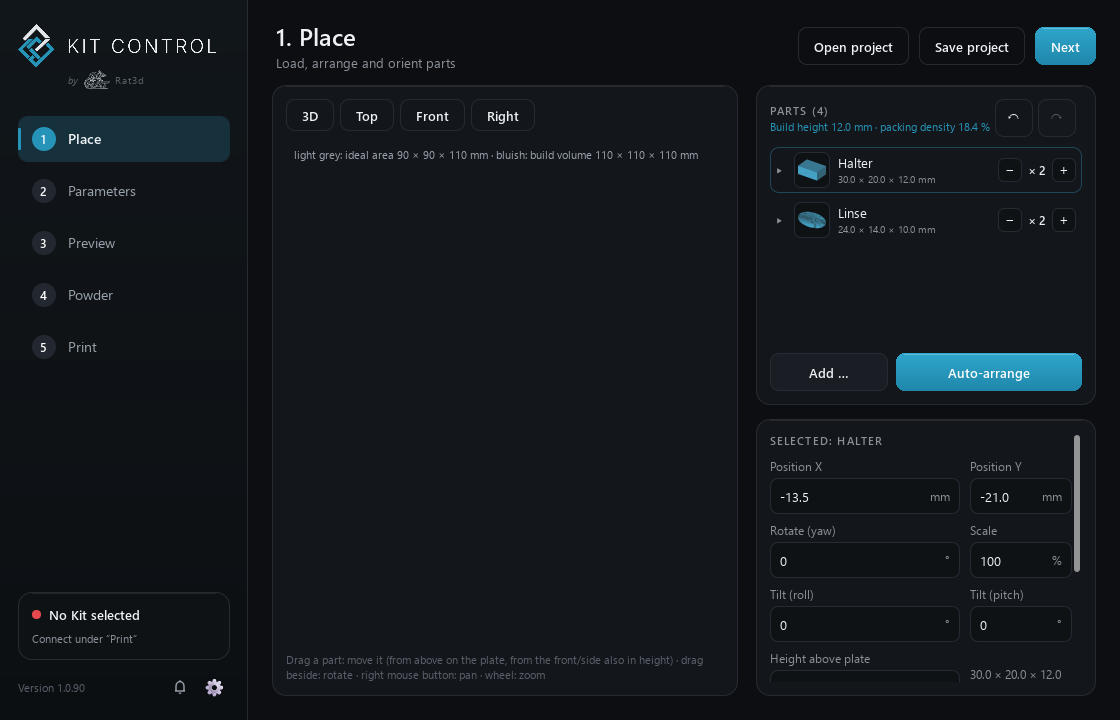 KIT CONTROL
by Rat3d
1 Place
2 Parameters
3 Preview
4 Powder
5 Print
No Kit selected
Connect under "Print"
Version 1.0.90
1. Place
Load, arrange and orient parts
Open project
Save project
Next
3D
Top
Front
Right
light grey: ideal area 90 × 90 × 110 mm · bluish: build volume 110 × 110 × 110 mm
Drag a part: move it (from above on the plate, from the front/side also in height) · drag
beside: rotate · right mouse button: pan · wheel: zoom
PARTS (4)
Build height 12.0 mm · packing density 18.4 %
Halter
30.0 × 20.0 × 12.0 mm
− × 2 +
Linse
24.0 × 14.0 × 10.0 mm
− × 2 +
Add ...
Auto-arrange
SELECTED: HALTER
Position X
Position Y
-13.5 mm
-21.0 mm
Rotate (yaw)
Scale
0 °
100 %
Tilt (roll)
Tilt (pitch)
0 °
0 °
Height above plate
30.0 × 20.0 × 12.0